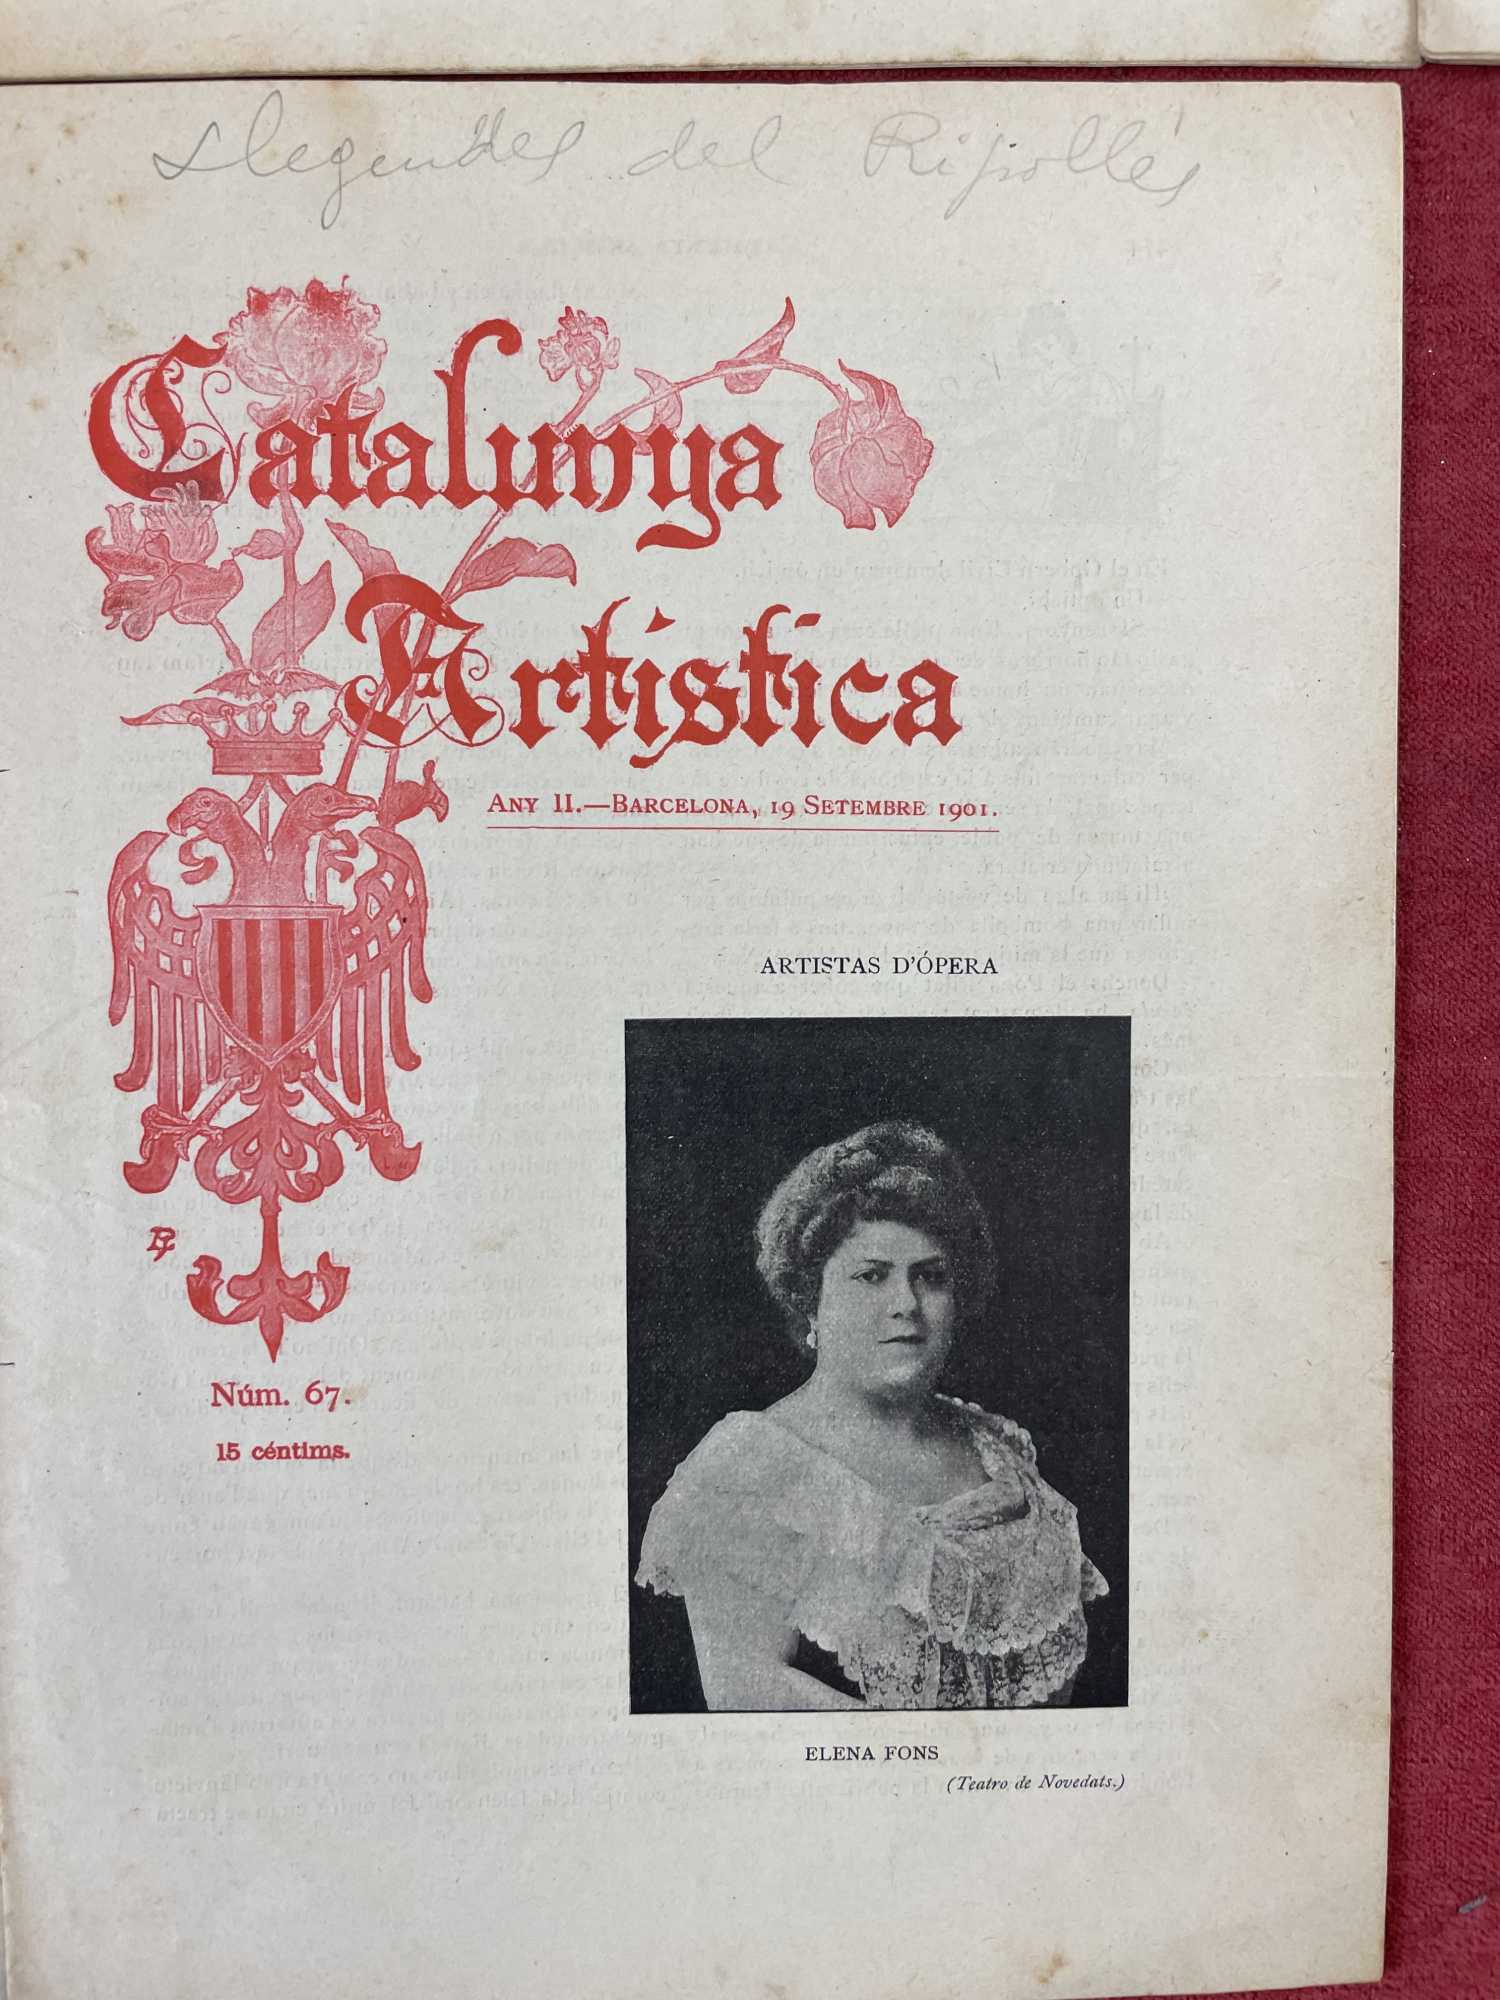 Llegendes del Ripollés
Catalunya
Artistica
Any II.—Barcelona, 19 Setembre 1901.
ARTISTAS D'ÓPERA
Núm. 67.
15 céntims.
ELENA FONS
(Teatro de Novedats.)